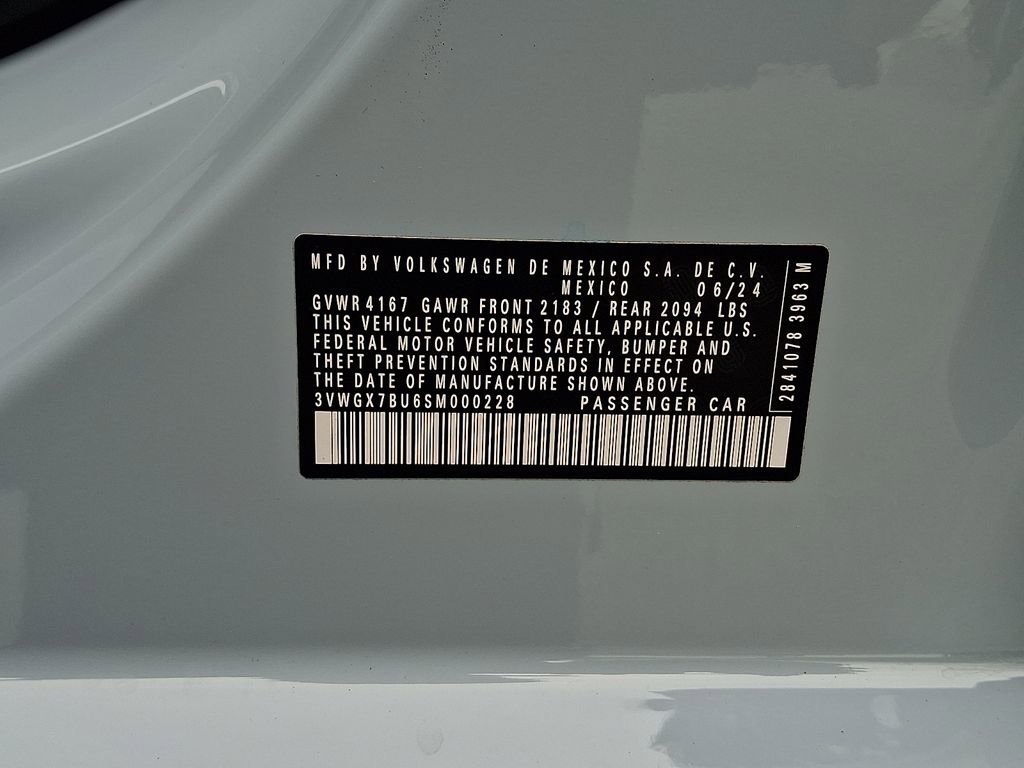 MFD BY VOLKSWAGEN DE MEXICO S.A. DE C.V.
MEXICO 06/24
GVWR 4167 GAWR FRONT 2183 / REAR 2094 LBS
THIS VEHICLE CONFORMS TO ALL APPLICABLE U.S.
FEDERAL MOTOR VEHICLE SAFETY, BUMPER AND
THEFT PREVENTION STANDARDS IN EFFECT ON
THE DATE OF MANUFACTURE SHOWN ABOVE.
3VWGX7BU6SM000228 PASSENGER CAR
2841078 3963 M